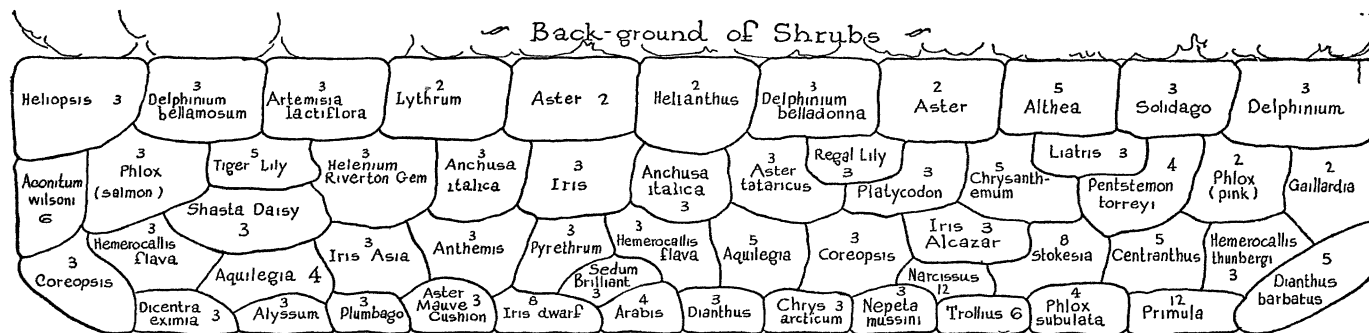 Back-ground of Shrubs
Heliopsis 3
3
Delphinium
bellamosum
3
Artemisia
lactiflora
2
Lythrum
Aster 2
2
Helianthus
3
Delphinium
belladonna
2
Aster
5
Althea
3
Solidago
3
Delphinium
Aconitum
wilsoni
6
3
Phlox
(salmon)
5
Tiger Lily
3
Helenium
Riverton Gem
3
Anchusa
italica
3
Iris
Anchusa
italica
3
3
Aster
tataricus
Regal Lily
3
3
Platycodon
5
Chrysanth-
emum
Liatris 3
4
Pentstemon
torreyi
2
Phlox
(pink)
2
Gaillardia
Shasta Daisy
3
3
Coreopsis
3
Hemerocallis
flava
Aquilegia 4
3
Iris Asia
3
Anthemis
3
Pyrethrum
3
Hemerocallis
flava
Sedum
Brilliant
3
5
Aquilegia
3
Coreopsis
Iris 3
Alcazar
Narcissus
12
8
Stokesia
5
Centranthus
Hemerocallis
thunbergi
3
5
Dianthus
barbatus
Dicentra
eximia 3
3
Alyssum
3
Plumbago
Aster
Mauve 3
Cushion
8
Iris dwarf
4
Arabis
3
Dianthus
Chrys 3
arcticum
3
Nepeta
mussini
Trollius 6
4
Phlox
subulata
12
Primula